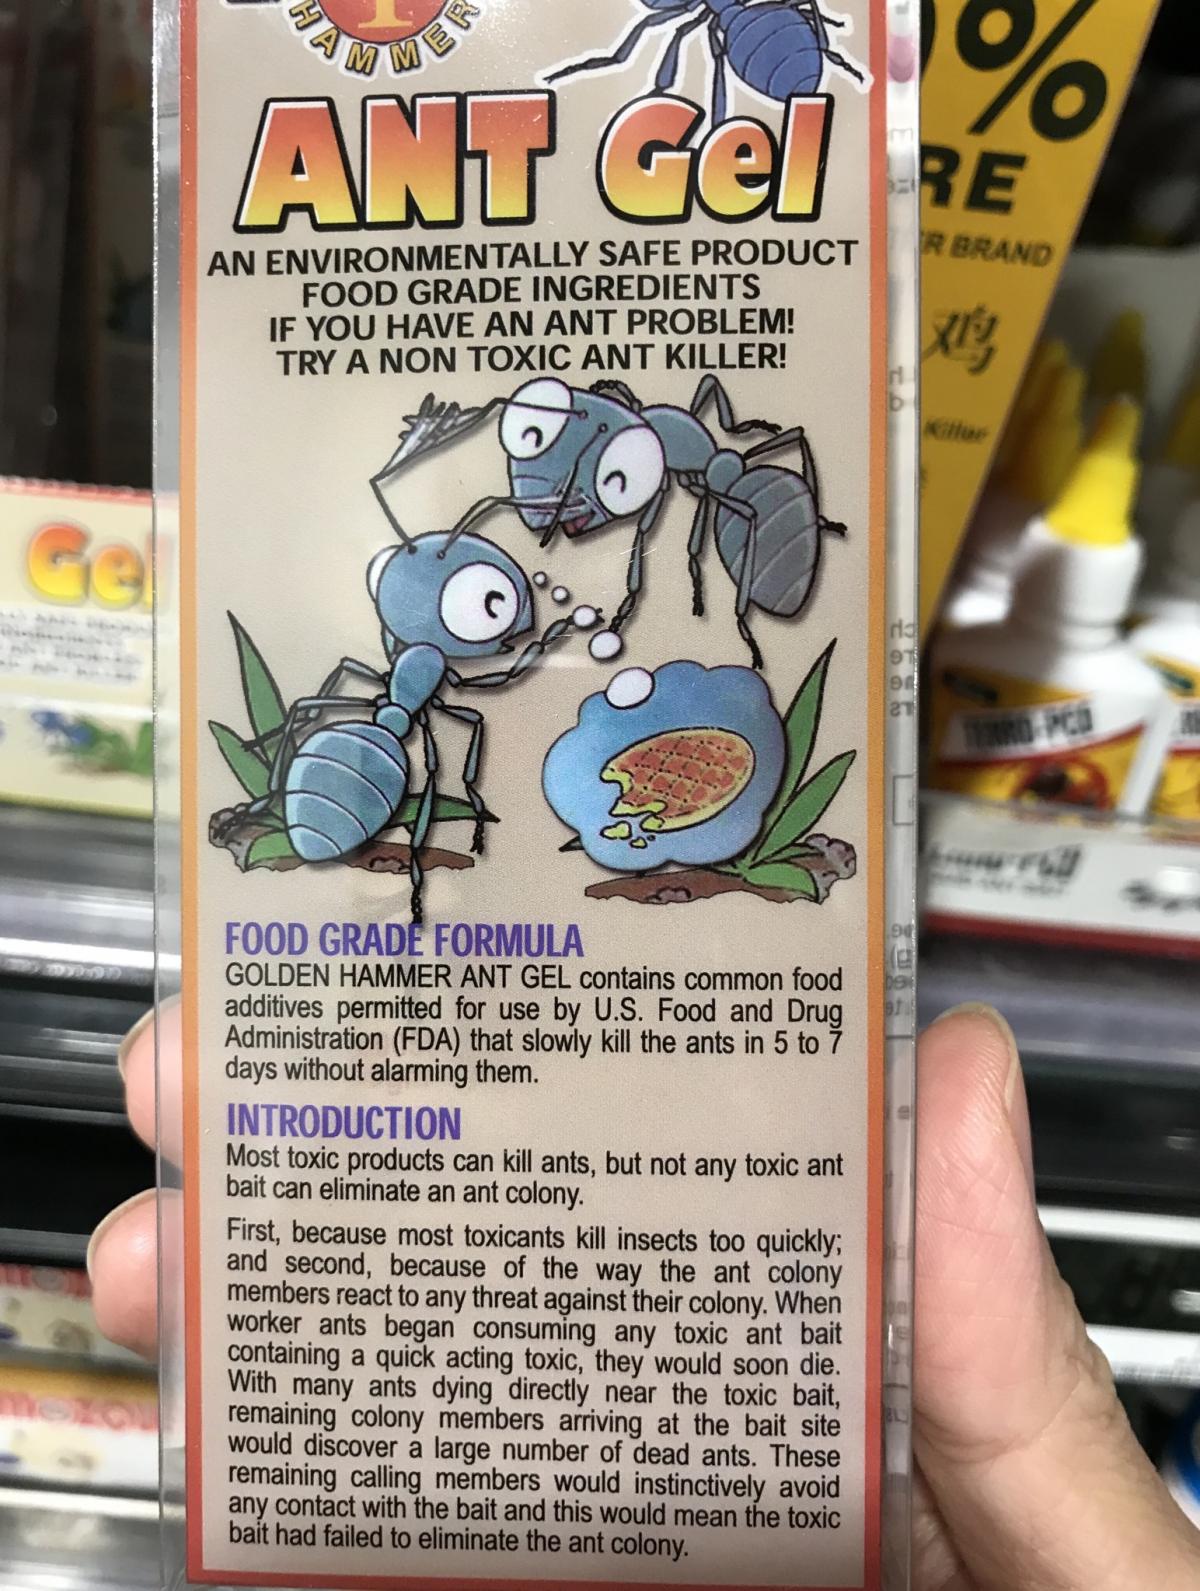 HAMMER
ANT Gel
AN ENVIRONMENTALLY SAFE PRODUCT
FOOD GRADE INGREDIENTS
IF YOU HAVE AN ANT PROBLEM!
TRY A NON TOXIC ANT KILLER!
FOOD GRADE FORMULA
GOLDEN HAMMER ANT GEL contains common food
additives permitted for use by U.S. Food and Drug
Administration (FDA) that slowly kill the ants in 5 to 7
days without alarming them.
INTRODUCTION
Most toxic products can kill ants, but not any toxic ant
bait can eliminate an ant colony.
First, because most toxicants kill insects too quickly;
and second, because of the way the ant colony
members react to any threat against their colony. When
worker ants began consuming any toxic ant bait
containing a quick acting toxic, they would soon die.
With many ants dying directly near the toxic bait,
remaining colony members arriving at the bait site
would discover a large number of dead ants. These
remaining calling members would instinctively avoid
any contact with the bait and this would mean the toxic
bait had failed to eliminate the ant colony.
Gel
%
RE
BRAND
鸡
Killer
TERRO-PCO